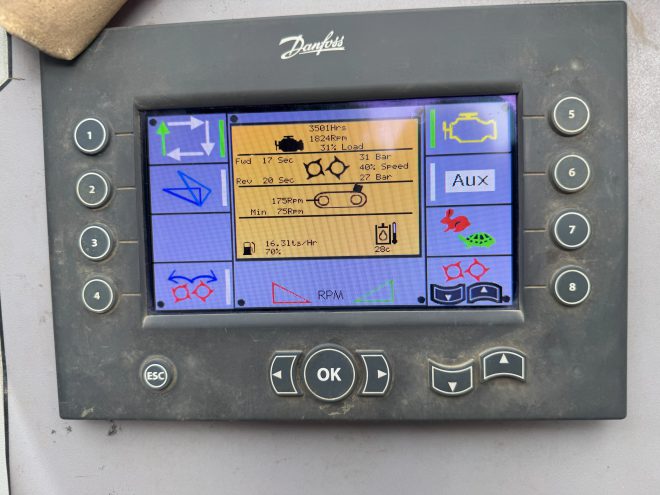 Danfoss
1
2
3
4
5
6
7
8
3501Hrs
1824Rpm
31% Load
Fwd 17 Sec
31 Bar
40% Speed
Rev 20 Sec
27 Bar
175Rpm
Min 75Rpm
16.3lts/Hr
70%
28c
Aux
RPM
ESC
OK